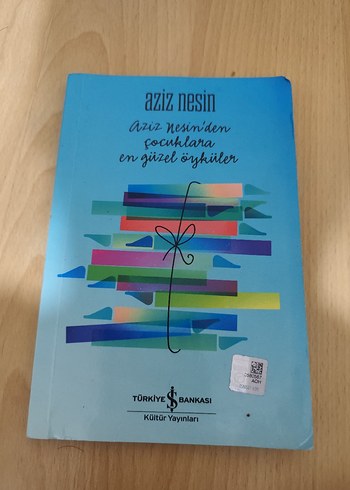 aziz nesin
Aziz Nesin'den
çocuklara
en güzel öyküler
TÜRKİYE İŞ BANKASI
Kültür Yayınları